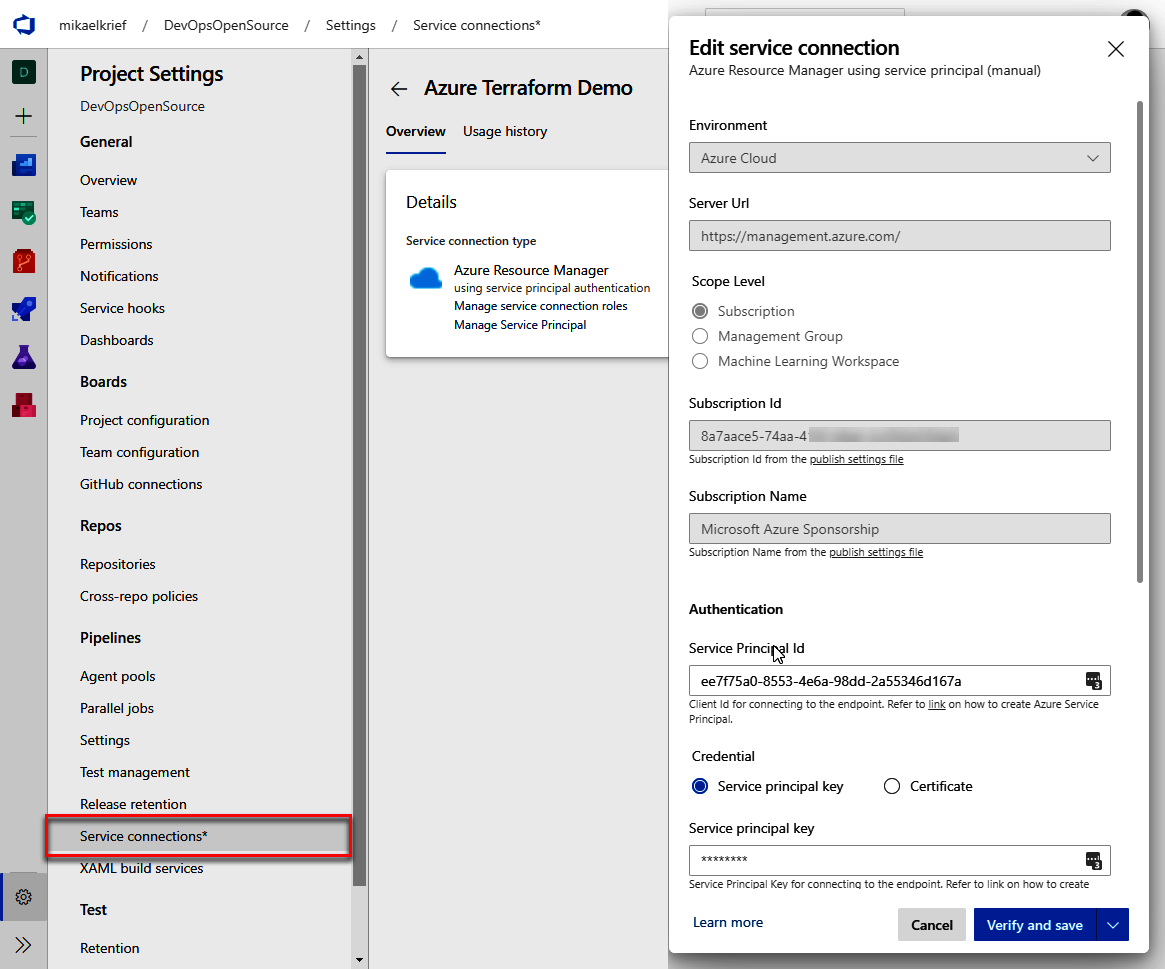 mikaelkrief / DevOpsOpenSource / Settings / Service connections*
D
Project Settings
DevOpsOpenSource
General
Overview
Teams
Permissions
Notifications
Service hooks
Dashboards
Boards
Project configuration
Team configuration
GitHub connections
Repos
Repositories
Cross-repo policies
Pipelines
Agent pools
Parallel jobs
Settings
Test management
Release retention
Service connections*
XAML build services
Test
Retention
Azure Terraform Demo
Overview Usage history
Details
Service connection type
Azure Resource Manager
using service principal authentication
Manage service connection roles
Manage Service Principal
Edit service connection
Azure Resource Manager using service principal (manual)
Environment
Azure Cloud
Server Url
https://management.azure.com/
Scope Level
Subscription
Management Group
Machine Learning Workspace
Subscription Id
8a7aace5-74aa-4
Subscription Id from the publish settings file
Subscription Name
Microsoft Azure Sponsorship
Subscription Name from the publish settings file
Authentication
Service Principal Id
ee7f75a0-8553-4e6a-98dd-2a55346d167a
3
Client Id for connecting to the endpoint. Refer to link on how to create Azure Service
Principal.
Credential
Service principal key Certificate
Service principal key
********
3
Service Principal Key for connecting to the endpoint. Refer to link on how to create
Learn more Cancel Verify and save